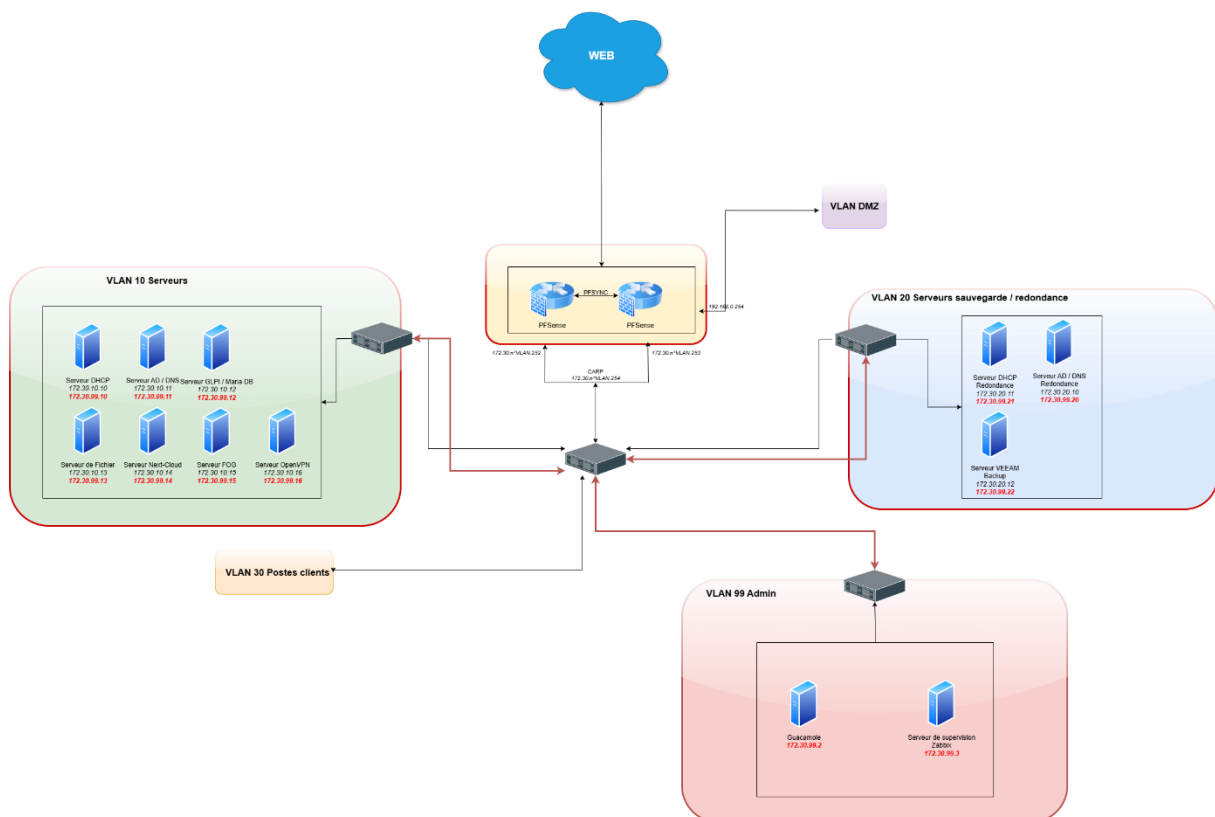 WEB
VLAN DMZ
PFSYNC
PFSense
PFSense
192.168.0.254
172.30.n°VLAN.252
172.30.n°VLAN.253
CARP
172.30.n°VLAN.254
VLAN 10 Serveurs
Serveur DHCP
172.30.10.10
172.30.99.10
Serveur AD / DNS
172.30.10.11
172.30.99.11
Serveur GLPI / Maria DB
172.30.10.12
172.30.99.12
Serveur de Fichier
172.30.10.13
172.30.99.13
Serveur Next-Cloud
172.30.10.14
172.30.99.14
Serveur FOG
172.30.10.15
172.30.99.15
Serveur OpenVPN
172.30.10.16
172.30.99.16
VLAN 20 Serveurs sauvegarde / redondance
Serveur DHCP
Redondance
172.30.20.11
172.30.99.21
Serveur AD / DNS
Redondance
172.30.20.10
172.30.99.20
Serveur VEEAM
Backup
172.30.20.12
172.30.99.22
VLAN 30 Postes clients
VLAN 99 Admin
Guacamole
172.30.99.2
Serveur de supervision
Zabbix
172.30.99.3